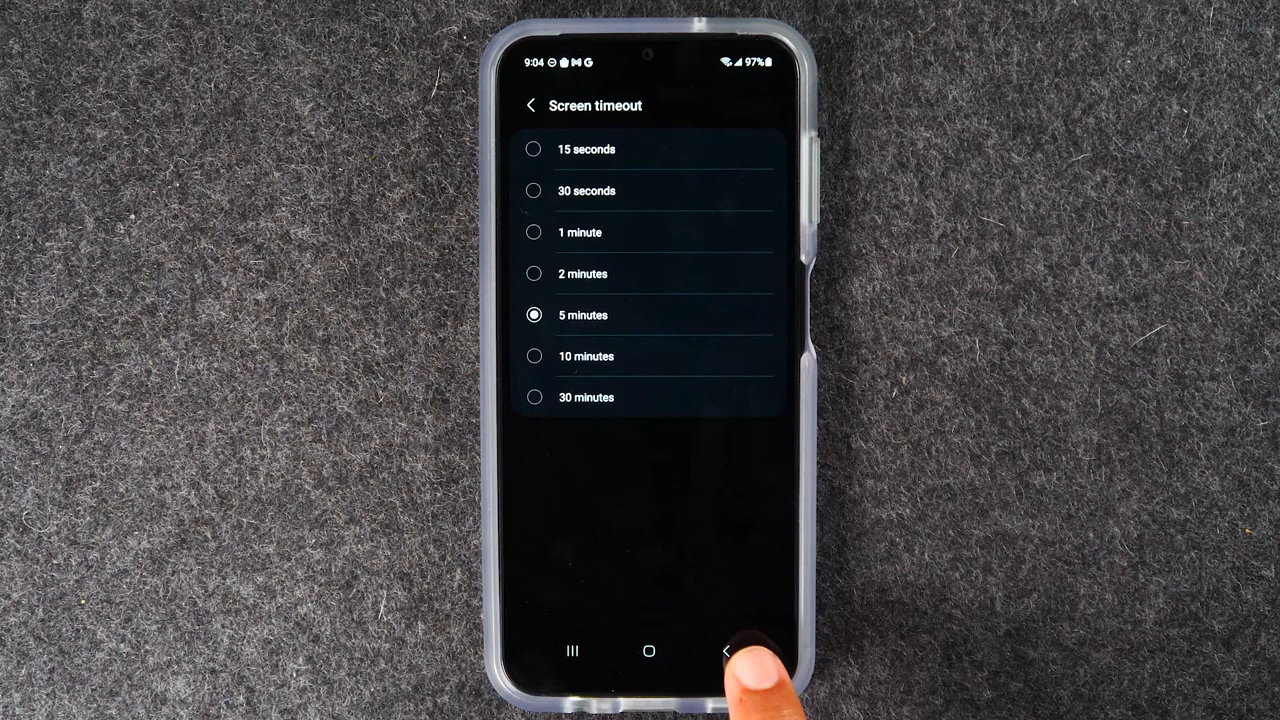 9:04 97%
Screen timeout
15 seconds
30 seconds
1 minute
2 minutes
5 minutes
10 minutes
30 minutes